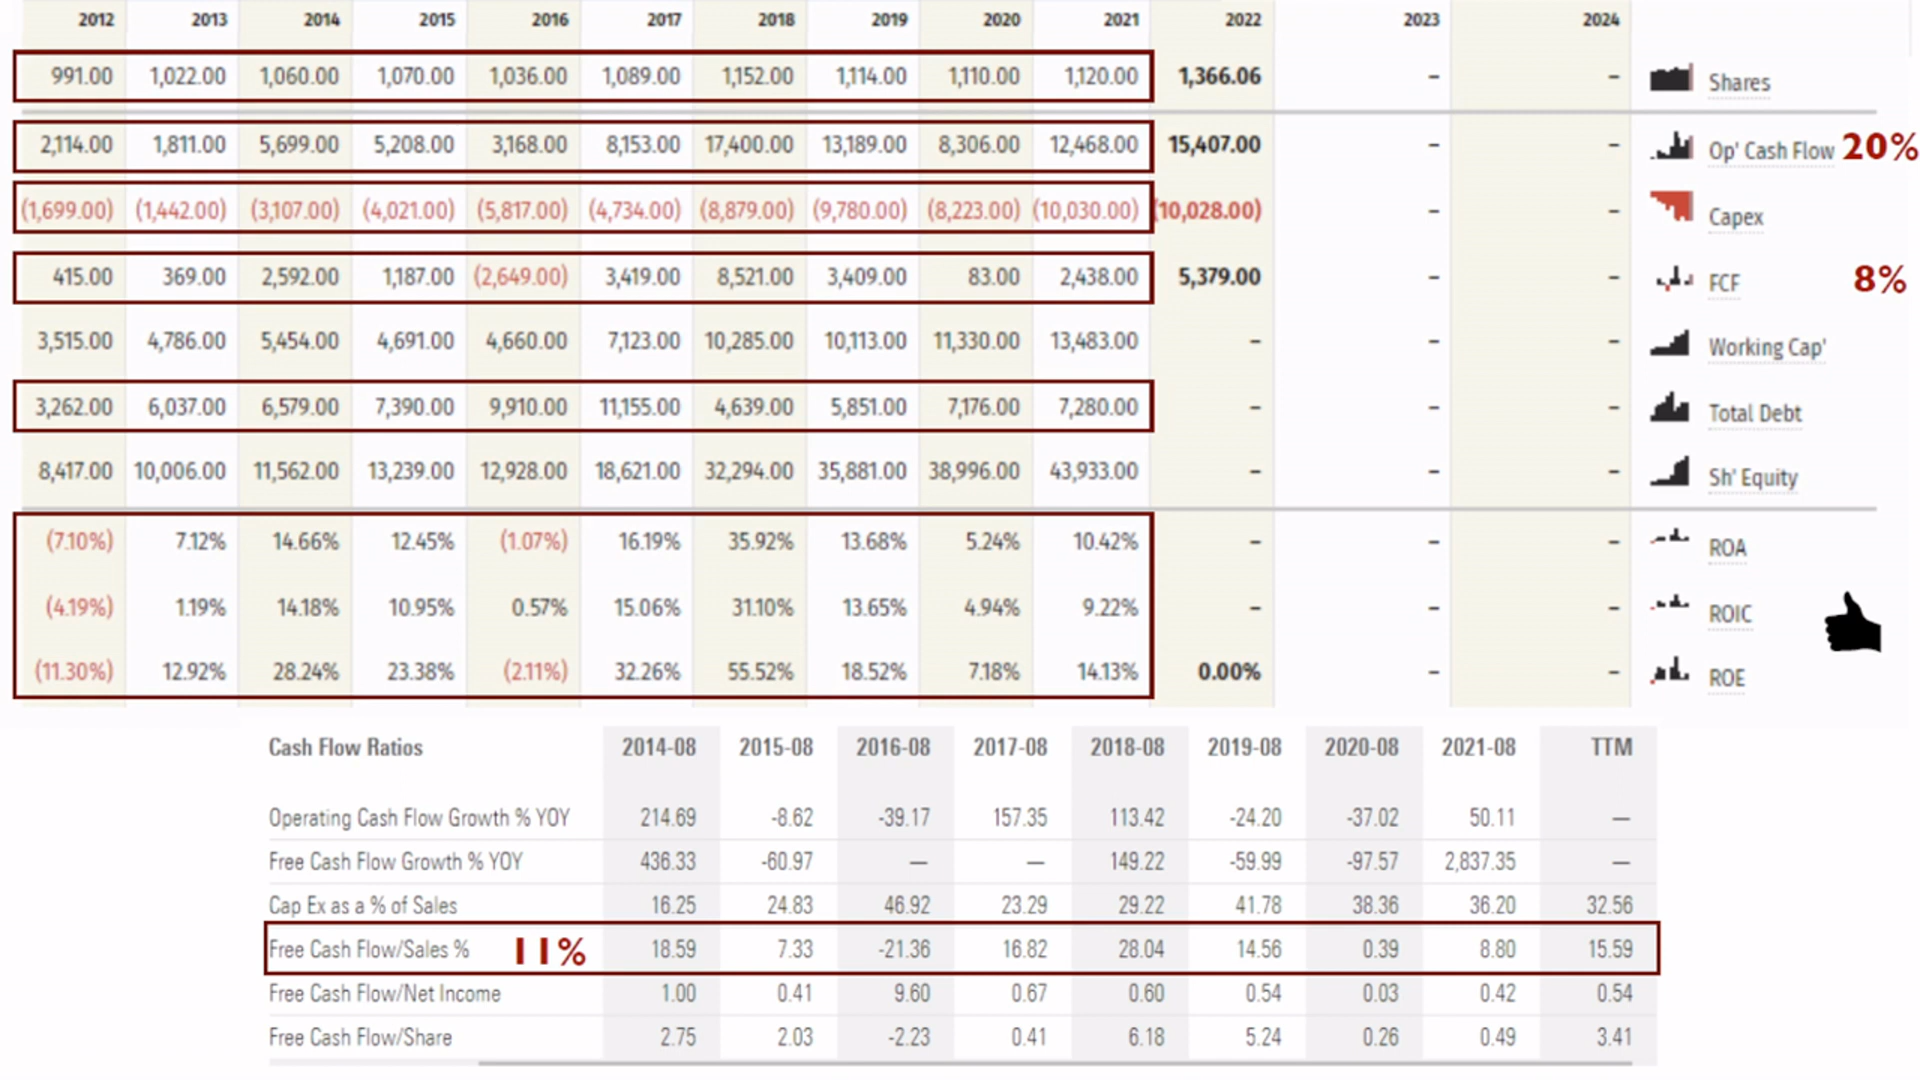 2012 2013 2014 2015 2016 2017 2018 2019 2020 2021 2022 2023 2024
991.00 1,022.00 1,060.00 1,070.00 1,036.00 1,089.00 1,152.00 1,114.00 1,110.00 1,120.00 1,366.06 – – Shares
2,114.00 1,811.00 5,699.00 5,208.00 3,168.00 8,153.00 17,400.00 13,189.00 8,306.00 12,468.00 15,407.00 – – Op' Cash Flow 20%
(1,699.00) (1,442.00) (3,107.00) (4,021.00) (5,817.00) (4,734.00) (8,879.00) (9,780.00) (8,223.00) (10,030.00) (10,028.00) – – Capex
415.00 369.00 2,592.00 1,187.00 (2,649.00) 3,419.00 8,521.00 3,409.00 83.00 2,438.00 5,379.00 – – FCF 8%
3,515.00 4,786.00 5,454.00 4,691.00 4,660.00 7,123.00 10,285.00 10,113.00 11,330.00 13,483.00 – – – Working Cap'
3,262.00 6,037.00 6,579.00 7,390.00 9,910.00 11,155.00 4,639.00 5,851.00 7,176.00 7,280.00 – – – Total Debt
8,417.00 10,006.00 11,562.00 13,239.00 12,928.00 18,621.00 32,294.00 35,881.00 38,996.00 43,933.00 – – – Sh' Equity
(7.10%) 7.12% 14.66% 12.45% (1.07%) 16.19% 35.92% 13.68% 5.24% 10.42% – – – ROA
(4.19%) 1.19% 14.18% 10.95% 0.57% 15.06% 31.10% 13.65% 4.94% 9.22% – – – ROIC
(11.30%) 12.92% 28.24% 23.38% (2.11%) 32.26% 55.52% 18.52% 7.18% 14.13% 0.00% – – ROE
Cash Flow Ratios 2014-08 2015-08 2016-08 2017-08 2018-08 2019-08 2020-08 2021-08 TTM
Operating Cash Flow Growth % YOY 214.69 -8.62 -39.17 157.35 113.42 -24.20 -37.02 50.11 —
Free Cash Flow Growth % YOY 436.33 -60.97 — — 149.22 -59.99 -97.57 2,837.35 —
Cap Ex as a % of Sales 16.25 24.83 46.92 23.29 29.22 41.78 38.36 36.20 32.56
Free Cash Flow/Sales % 11% 18.59 7.33 -21.36 16.82 28.04 14.56 0.39 8.80 15.59
Free Cash Flow/Net Income 1.00 0.41 9.60 0.67 0.60 0.54 0.03 0.42 0.54
Free Cash Flow/Share 2.75 2.03 -2.23 0.41 6.18 5.24 0.26 0.49 3.41